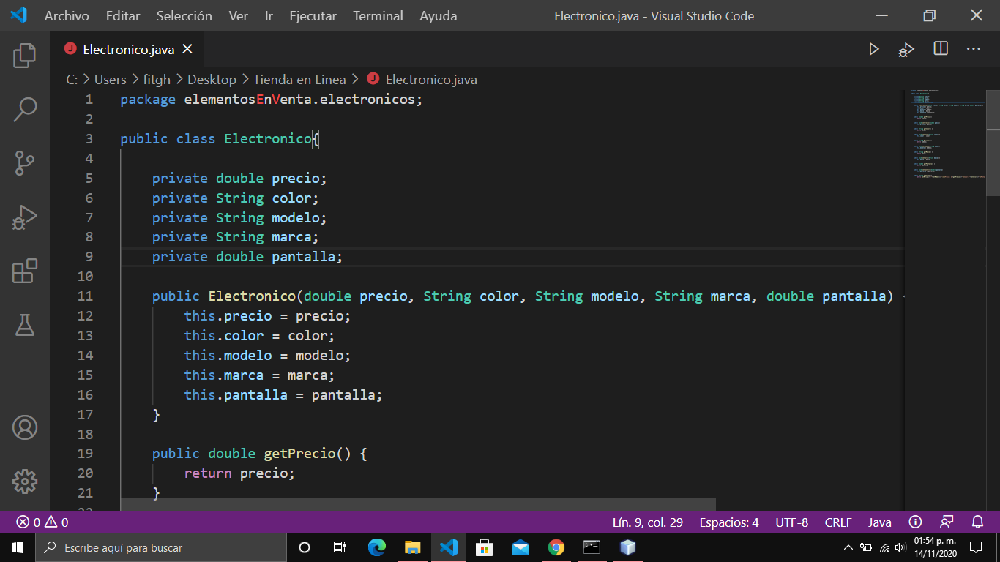 Archivo Editar Selección Ver Ir Ejecutar Terminal Ayuda Electronico.java - Visual Studio Code
Electronico.java
C: > Users > fitgh > Desktop > Tienda en Linea > Electronico.java
1 package elementosEnVenta.electronicos;
2
3 public class Electronico{
4
5 private double precio;
6 private String color;
7 private String modelo;
8 private String marca;
9 private double pantalla;
10
11 public Electronico(double precio, String color, String modelo, String marca, double pantalla)
12 this.precio = precio;
13 this.color = color;
14 this.modelo = modelo;
15 this.marca = marca;
16 this.pantalla = pantalla;
17 }
18
19 public double getPrecio() {
20 return precio;
21 }
0 0 Lín. 9, col. 29 Espacios: 4 UTF-8 CRLF Java
Escribe aquí para buscar
01:54 p. m.
14/11/2020